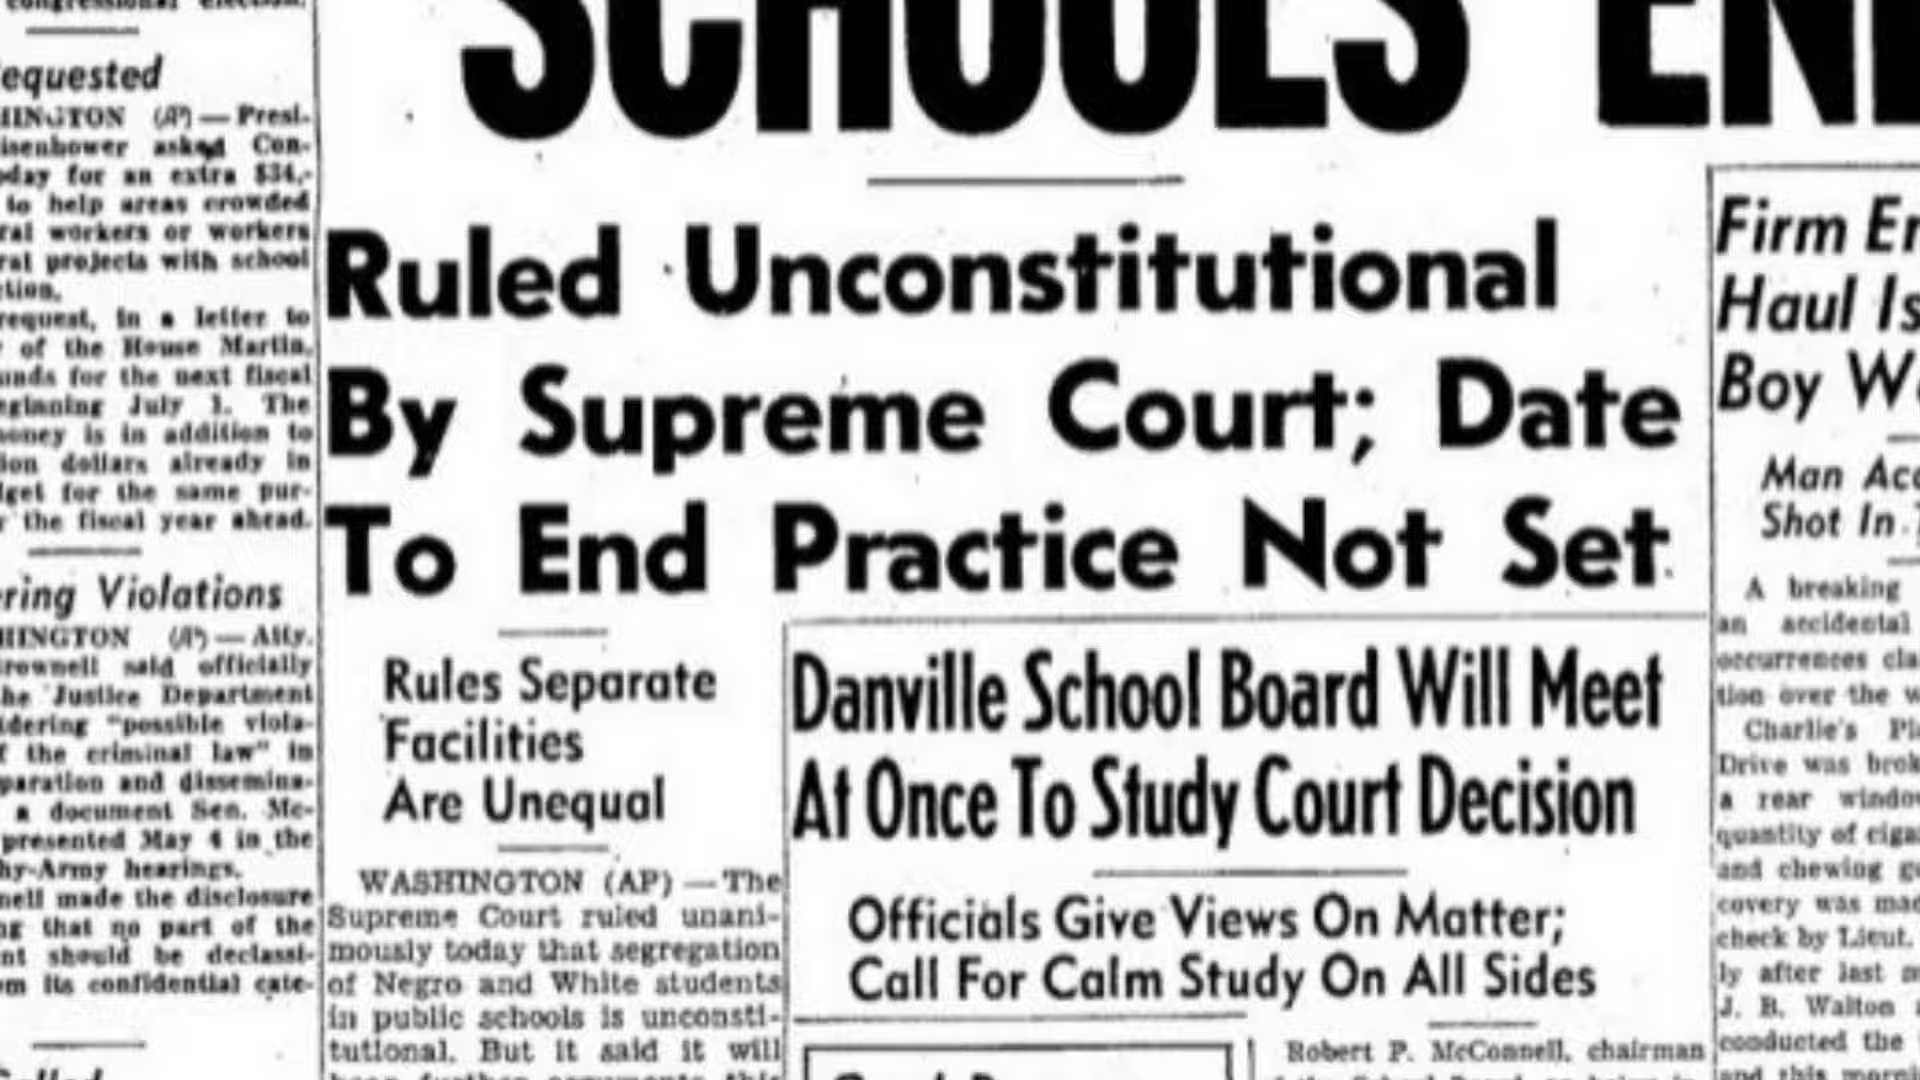 SCHOOLS
congressional election.
equested
HINGTON (AP) — Presi-
isenhower asked Con-
day for an extra $34,-
to help areas crowded
ral workers or workers
ral projects with school
ction.
request, in a letter to
of the House Martin,
unds for the next fiscal
eginning July 1. The
money is in addition to
ion dollars already in
dget for the same pur-
the fiscal year ahead.
ring Violations
HINGTON (AP) — Atty.
Brownell said officially
he Justice Department
idering "possible viola-
f the criminal law" in
paration and dissemina-
a document Sen. Mc-
presented May 4 in the
hy-Army hearings.
nell made the disclosure
ng that no part of the
nt should be declassi-
m its confidential cate-
Ruled Unconstitutional
By Supreme Court; Date
To End Practice Not Set
Rules Separate
Facilities
Are Unequal
WASHINGTON (AP) — The
Supreme Court ruled unani-
mously today that segregation
of Negro and White students
in public schools is unconsti-
tutional. But it said it will
Danville School Board Will Meet
At Once To Study Court Decision
Officials Give Views On Matter;
Call For Calm Study On All Sides
Robert P. McConnell, chairman
Firm En
Haul Is
Boy W
Man Acc
Shot In
A breaking
an accidental
occurrences cla
tion over the w
Charlie's Pl
Drive was brok
a rear window
quantity of ciga
and chewing g
covery was mad
check by Lieut.
ly after last
J. B. Walton
conducted the
and this morni